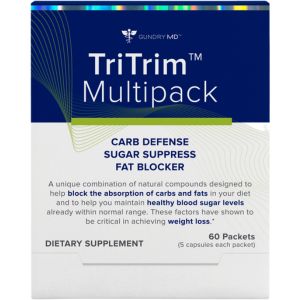 GUNDRY MD™
TriTrim™
Multipack
CARB DEFENSE
SUGAR SUPPRESS
FAT BLOCKER
A unique combination of natural compounds designed to
help block the absorption of carbs and fats in your diet
and to help you maintain healthy blood sugar levels
already within normal range. These factors have shown to
be critical in achieving weight loss.*
60 Packets
DIETARY SUPPLEMENT (5 capsules each packet)